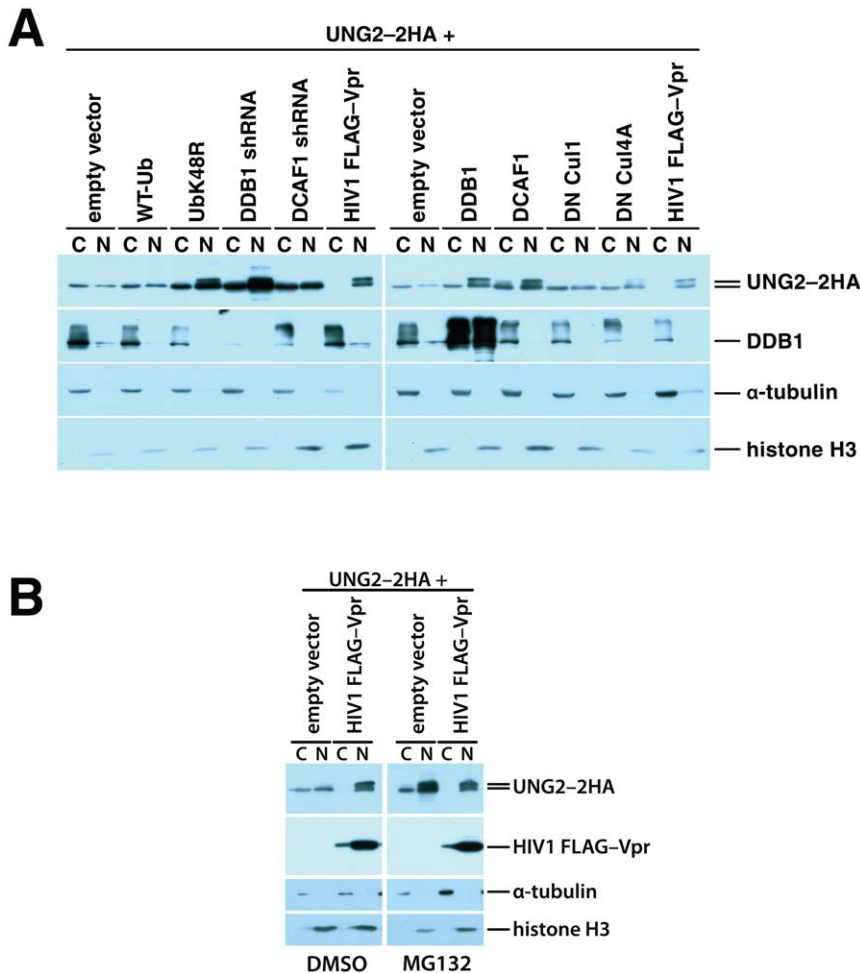 A
UNG2–2HA +
empty vector WT-Ub UbK48R DDB1 shRNA DCAF1 shRNA HIV1 FLAG–Vpr empty vector DDB1 DCAF1 DN Cul1 DN Cul4A HIV1 FLAG–Vpr
C N C N C N C N C N C N C N C N C N C N C N C N
UNG2–2HA
DDB1
α-tubulin
histone H3
B
UNG2–2HA +
empty vector HIV1 FLAG–Vpr empty vector HIV1 FLAG–Vpr
C N C N C N C N
UNG2–2HA
HIV1 FLAG–Vpr
α-tubulin
histone H3
DMSO MG132